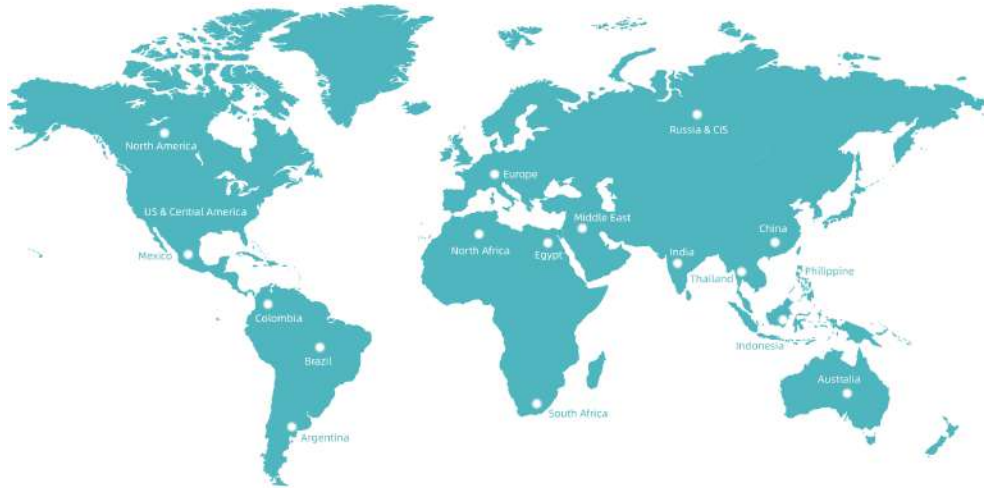 Russia & CIS
North America
Europe
US & Central America
Middle East
China
North Africa
Egypt
India
Mexico
Thailand
Philippine
Colombia
Indonesia
Brazil
Australia
South Africa
Argentina